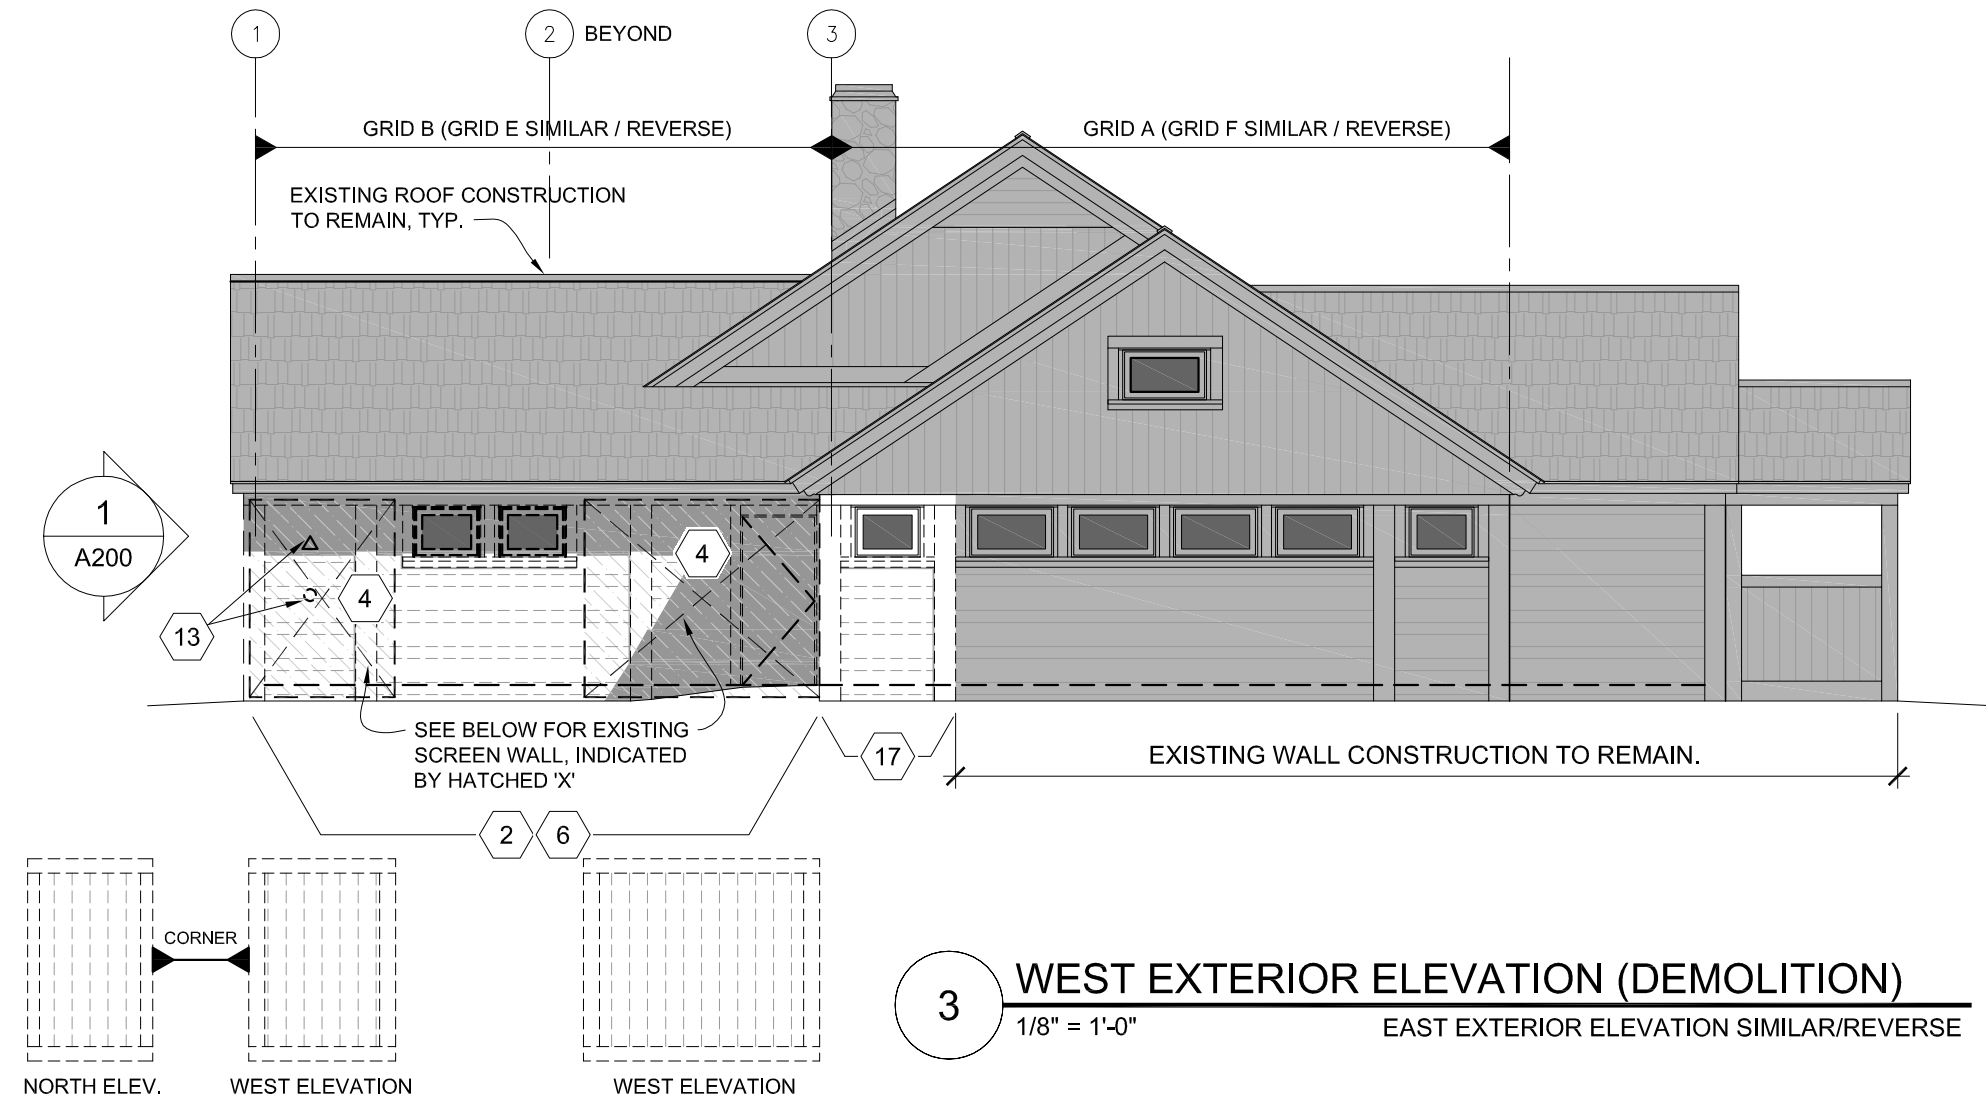 1
2 BEYOND
3
GRID B (GRID E SIMILAR / REVERSE)
GRID A (GRID F SIMILAR / REVERSE)
EXISTING ROOF CONSTRUCTION
TO REMAIN, TYP.
1
A200
4
4
13
SEE BELOW FOR EXISTING
SCREEN WALL, INDICATED
BY HATCHED 'X'
17
EXISTING WALL CONSTRUCTION TO REMAIN.
2 6
CORNER
NORTH ELEV.
WEST ELEVATION
WEST ELEVATION
3
WEST EXTERIOR ELEVATION (DEMOLITION)
1/8" = 1'-0"
EAST EXTERIOR ELEVATION SIMILAR/REVERSE